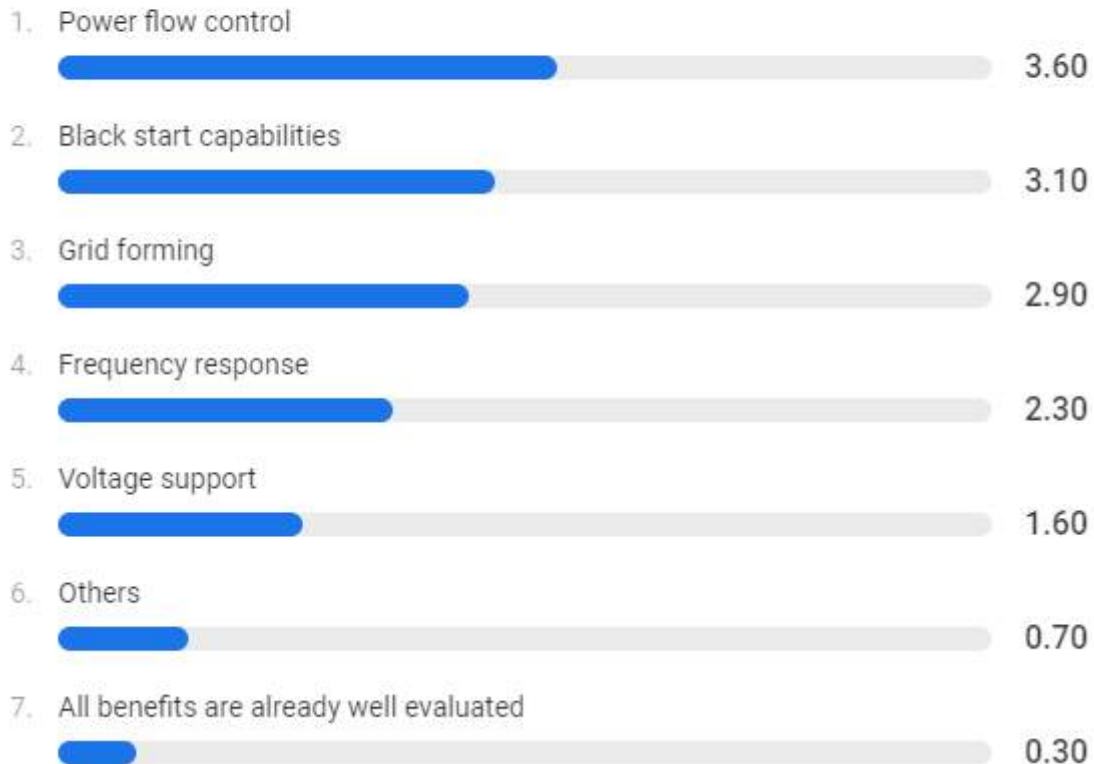 1. Power flow control
3.60
2. Black start capabilities
3.10
3. Grid forming
2.90
4. Frequency response
2.30
5. Voltage support
1.60
6. Others
0.70
7. All benefits are already well evaluated
0.30